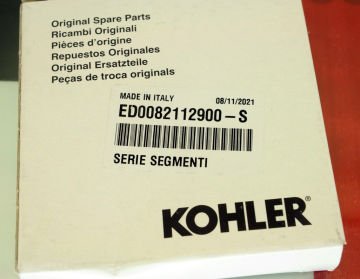 Original Spare Parts
Ricambi Originali
Pièces d'origine
Repuestos Originales
Original Ersatzteile
Peças de troca originals
MADE IN ITALY 08/11/2021
ED0082112900-S
SERIE SEGMENTI
KOHLER®